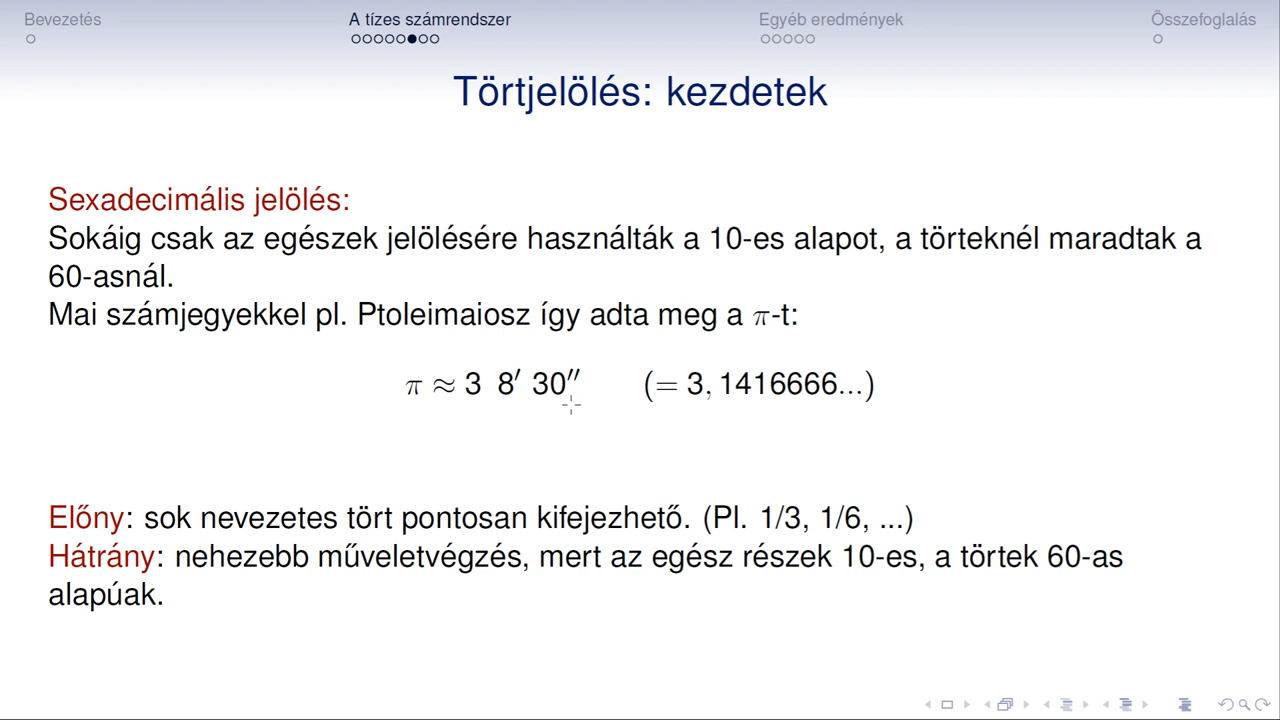 Bevezetés A tízes számrendszer Egyéb eredmények Összefoglalás
Törtjelölés: kezdetek
Sexadecimális jelölés:
Sokáig csak az egészek jelölésére használták a 10-es alapot, a törteknél maradtak a
60-asnál.
Mai számjegyekkel pl. Ptoleimaiosz így adta meg a π-t:
π ≈ 3 8′ 30″ (= 3, 1416666...)
Előny: sok nevezetes tört pontosan kifejezhető. (Pl. 1/3, 1/6, ...)
Hátrány: nehezebb műveletvégzés, mert az egész részek 10-es, a törtek 60-as
alapúak.